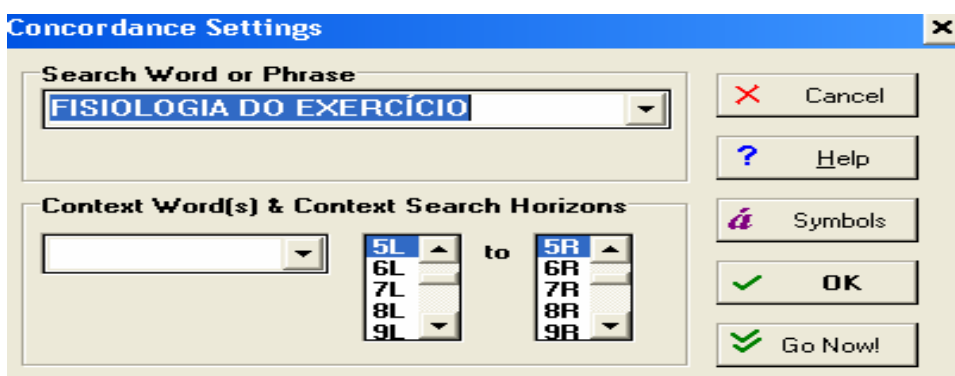 Concordance Settings
Search Word or Phrase
FISIOLOGIA DO EXERCÍCIO
Cancel
? Help
Context Word(s) & Context Search Horizons
á Symbols
5L to 5R
6L 6R
7L 7R
8L 8R
9L 9R
OK
Go Now!